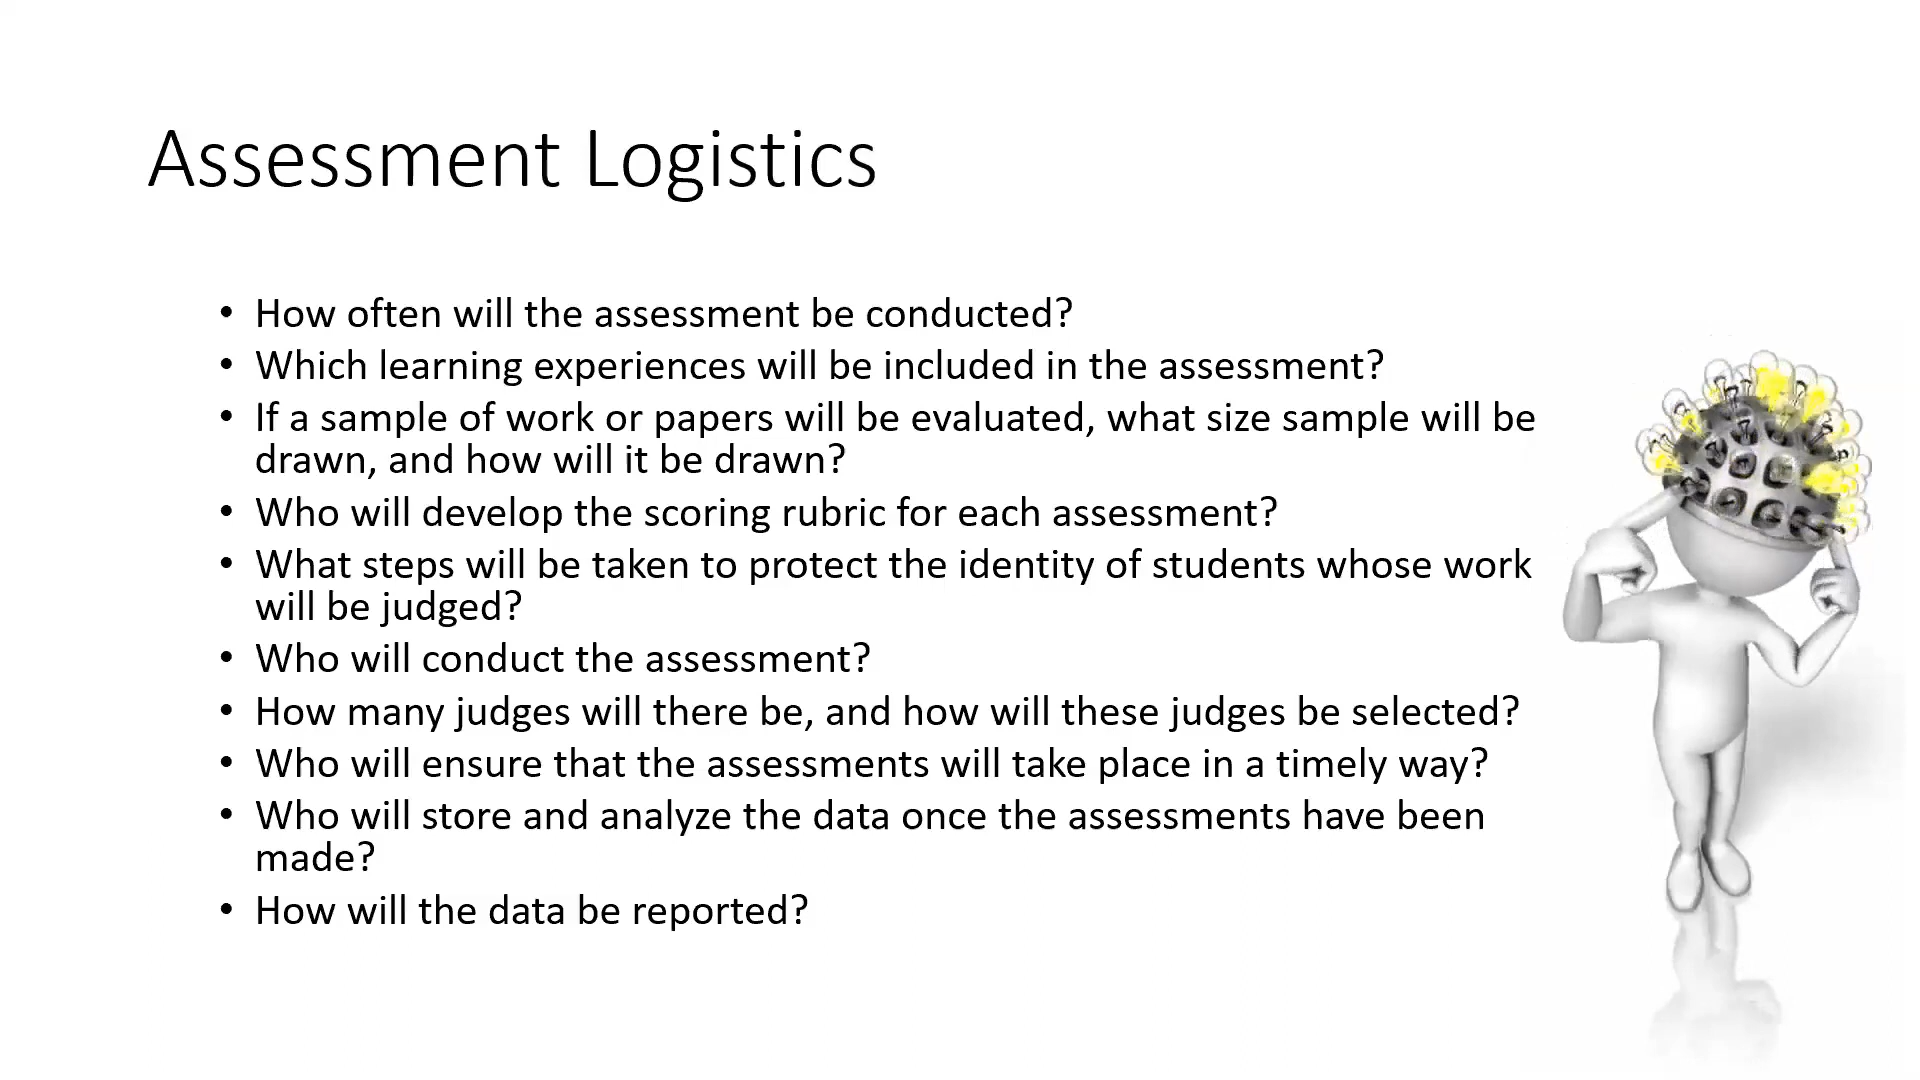 Assessment Logistics
• How often will the assessment be conducted?
• Which learning experiences will be included in the assessment?
• If a sample of work or papers will be evaluated, what size sample will be
drawn, and how will it be drawn?
• Who will develop the scoring rubric for each assessment?
• What steps will be taken to protect the identity of students whose work
will be judged?
• Who will conduct the assessment?
• How many judges will there be, and how will these judges be selected?
• Who will ensure that the assessments will take place in a timely way?
• Who will store and analyze the data once the assessments have been
made?
• How will the data be reported?